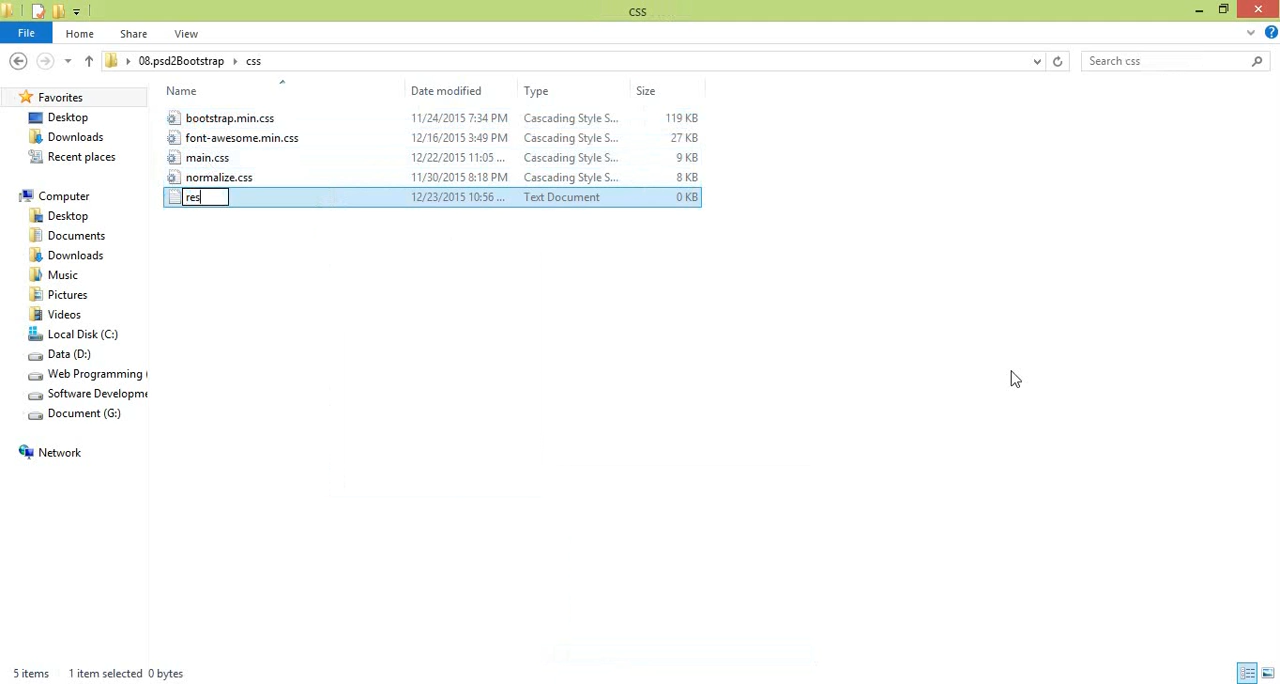 css
File Home Share View
08.psd2Bootstrap css Search css
Name Date modified Type Size
Favorites
Desktop
Downloads
Recent places
Computer
Desktop
Documents
Downloads
Music
Pictures
Videos
Local Disk (C:)
Data (D:)
Web Programming (
Software Developme
Document (G:)
Network
bootstrap.min.css 11/24/2015 7:34 PM Cascading Style S... 119 KB
font-awesome.min.css 12/16/2015 3:49 PM Cascading Style S... 27 KB
main.css 12/22/2015 11:05 ... Cascading Style S... 9 KB
normalize.css 11/30/2015 8:18 PM Cascading Style S... 8 KB
res 12/23/2015 10:56 ... Text Document 0 KB
5 items 1 item selected 0 bytes